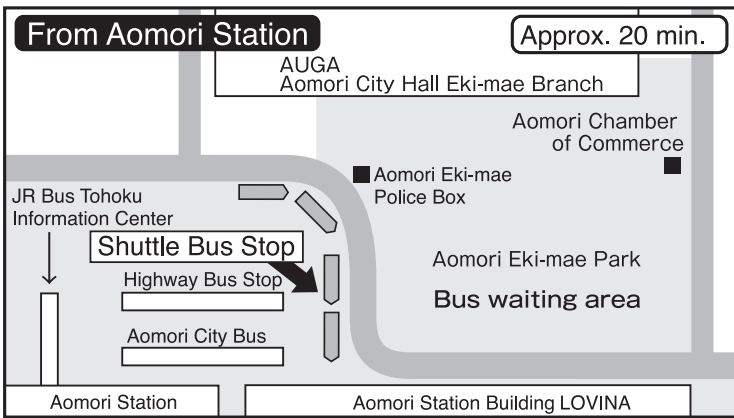 From Aomori Station
Approx. 20 min.
AUGA
Aomori City Hall Eki-mae Branch
Aomori Chamber
of Commerce
Aomori Eki-mae
Police Box
JR Bus Tohoku
Information Center
Shuttle Bus Stop
Highway Bus Stop
Aomori Eki-mae Park
Bus waiting area
Aomori City Bus
Aomori Station
Aomori Station Building LOVINA